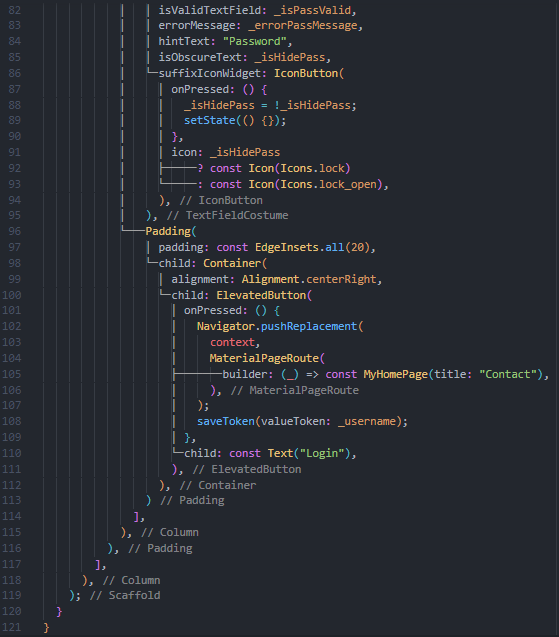 82 isValidTextField: _isPassValid,
83 errorMessage: _errorPassMessage,
84 hintText: "Password",
85 isObscureText: _isHidePass,
86 suffixIconWidget: IconButton(
87 onPressed: () {
88 _isHidePass = !_isHidePass;
89 setState(() {});
90 },
91 icon: _isHidePass
92 ? const Icon(Icons.lock)
93 : const Icon(Icons.lock_open),
94 ), // IconButton
95 ), // TextFieldCostume
96 Padding(
97 padding: const EdgeInsets.all(20),
98 child: Container(
99 alignment: Alignment.centerRight,
100 child: ElevatedButton(
101 onPressed: () {
102 Navigator.pushReplacement(
103 context,
104 MaterialPageRoute(
105 builder: (_) => const MyHomePage(title: "Contact"),
106 ), // MaterialPageRoute
107 );
108 saveToken(valueToken: _username);
109 },
110 child: const Text("Login"),
111 ), // ElevatedButton
112 ), // Container
113 ) // Padding
114 ],
115 ), // Column
116 ), // Padding
117 ],
118 ), // Column
119 ); // Scaffold
120 }
121 }